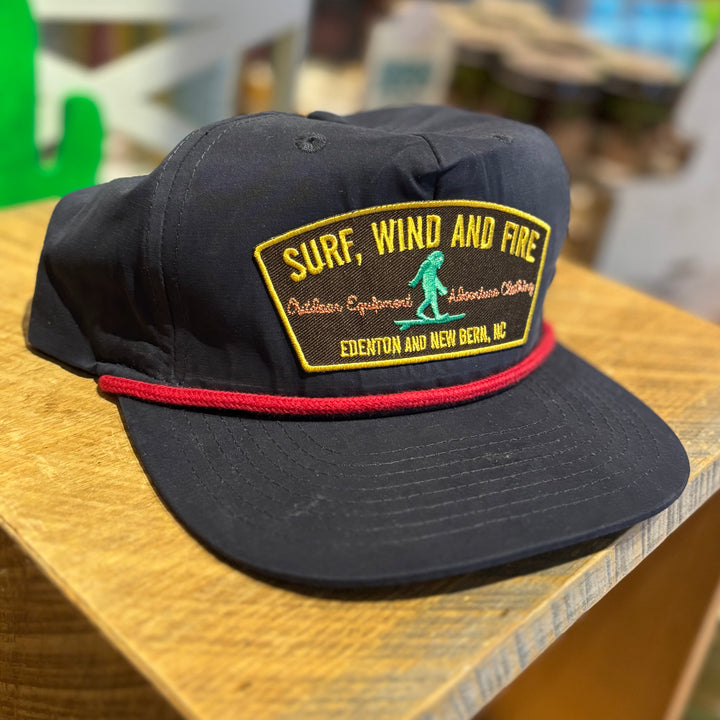 SURF, WIND AND FIRE
Outdoor Equipment Adventure Clothing
EDENTON AND NEW BERN, NC